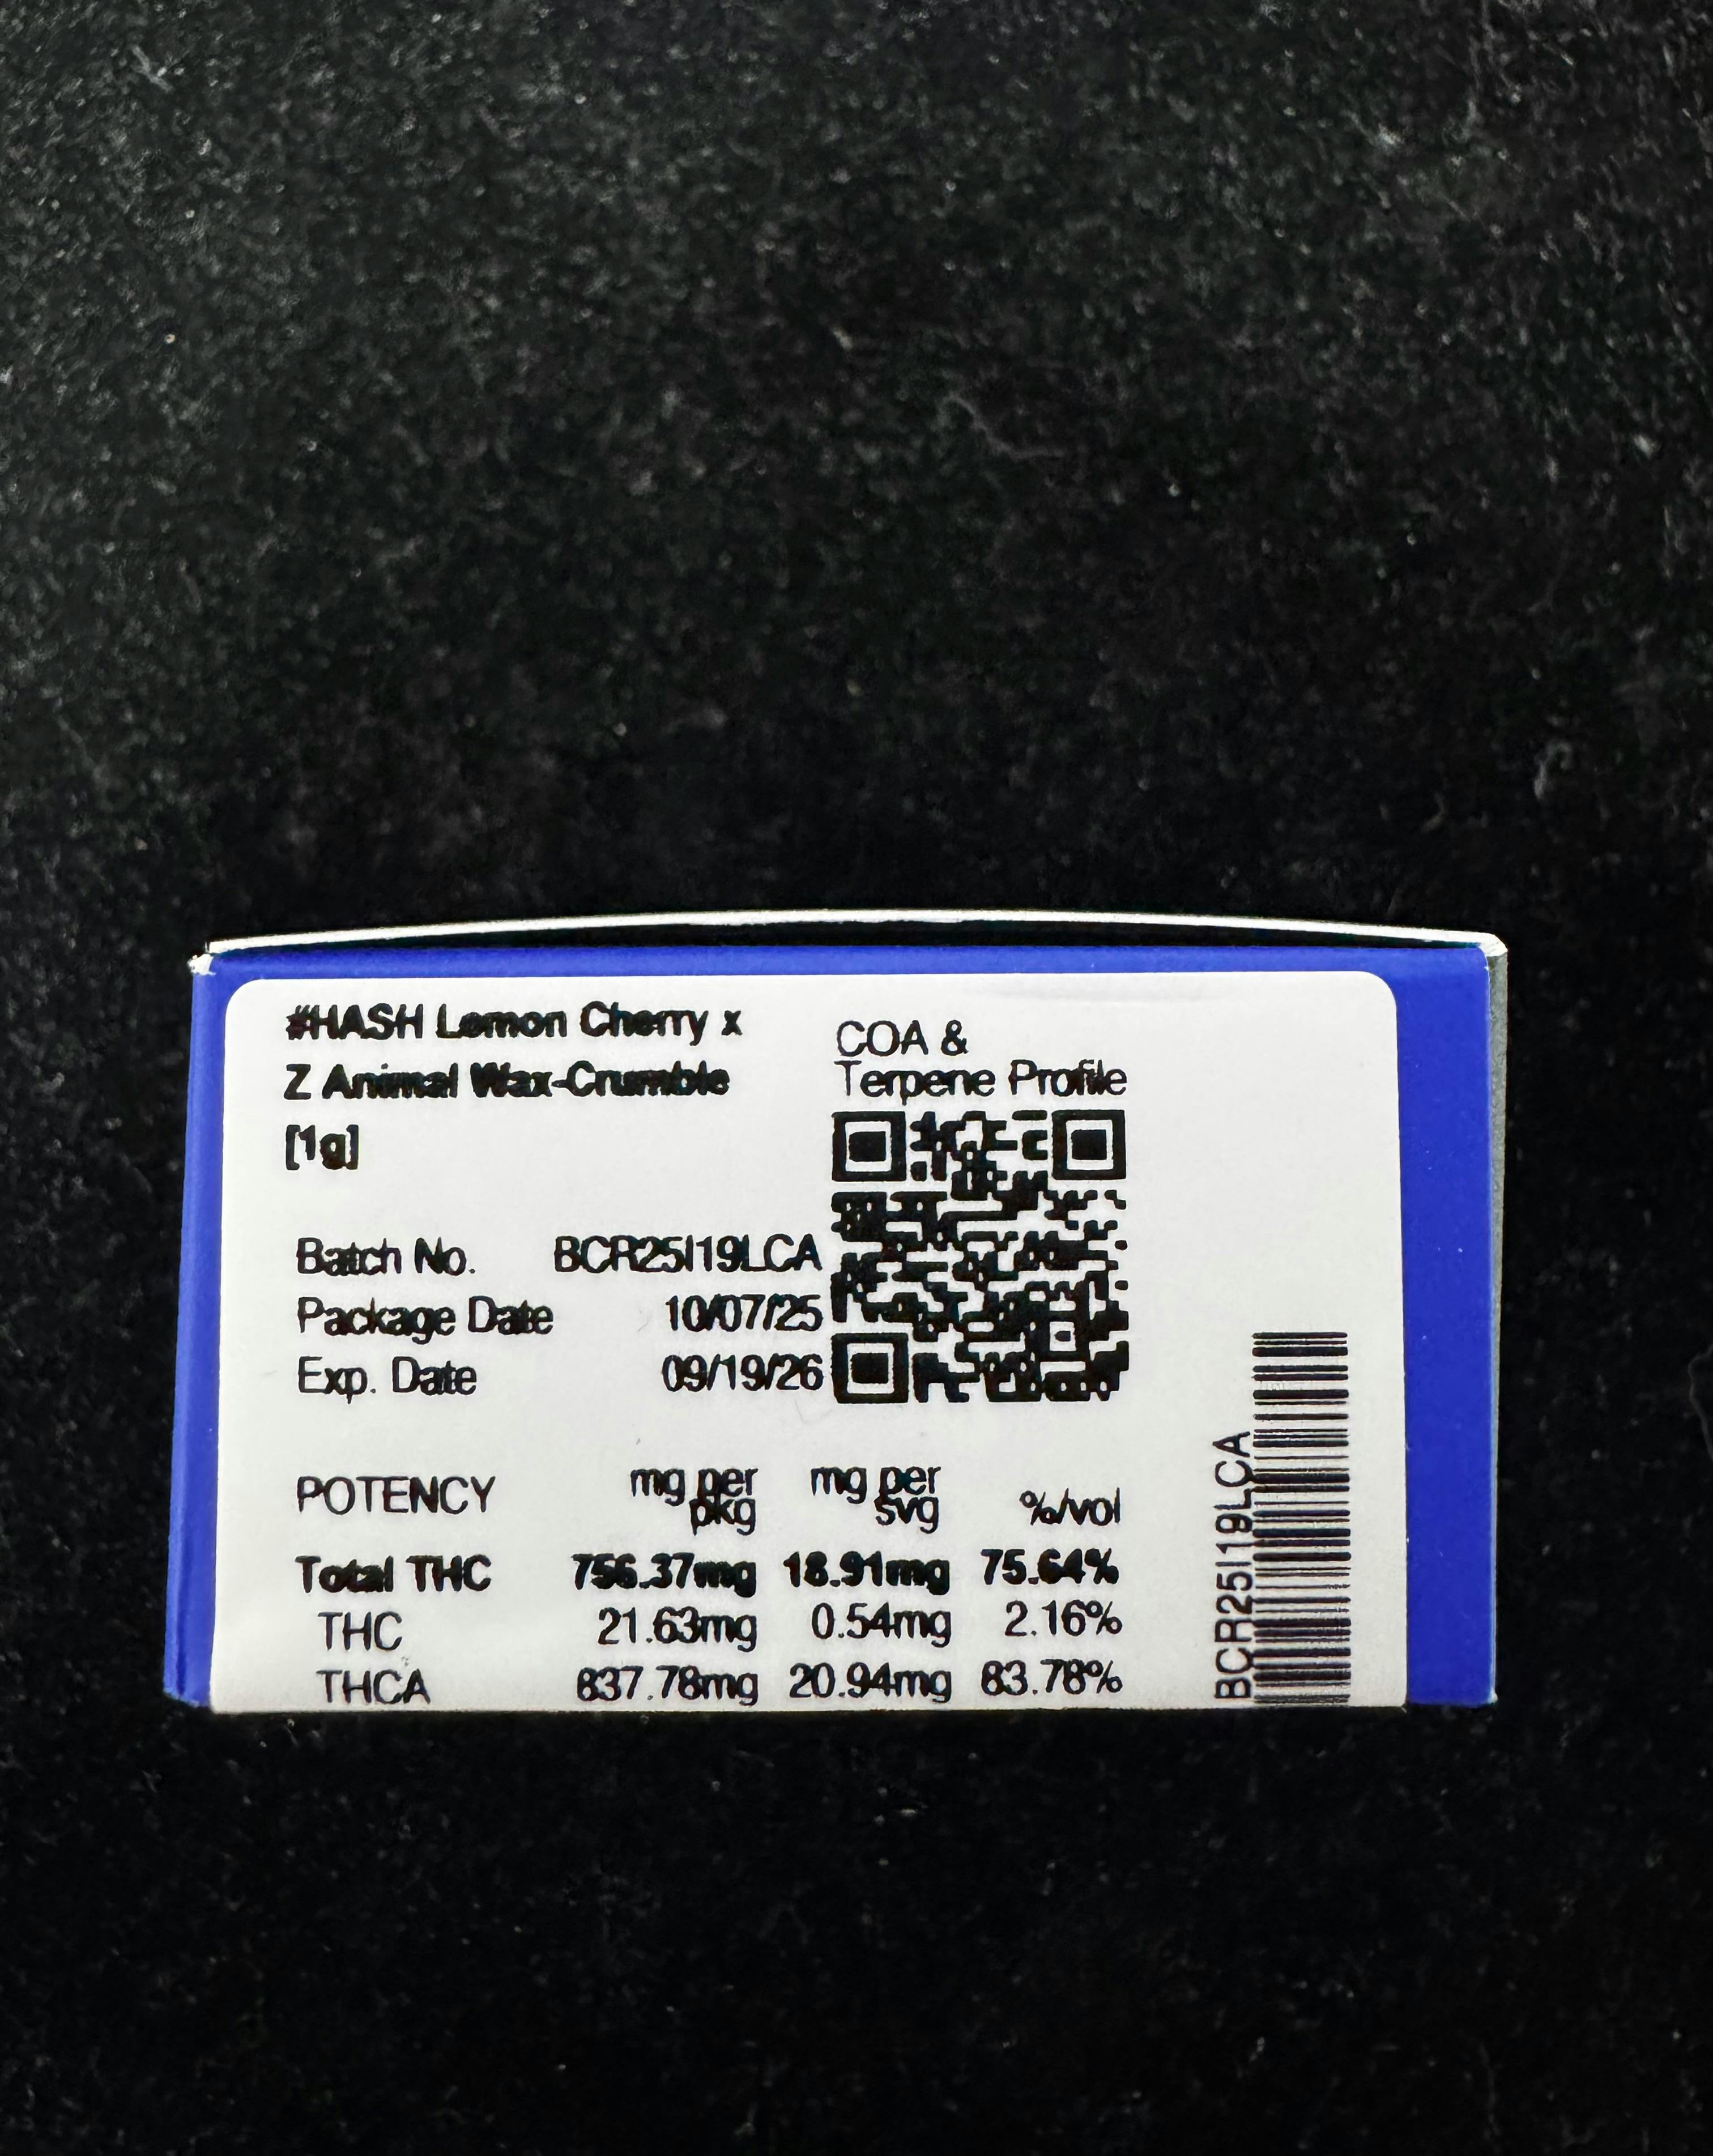 #HASH Lemon Cherry x
Z Animal Wax-Crumble
[1g]
COA &
Terpene Profile
Batch No. BCR25I19LCA
Package Date 10/07/25
Exp. Date 09/19/26
POTENCY mg per pkg mg per svg %/vol
Total THC 756.37mg 18.91mg 75.64%
THC 21.63mg 0.54mg 2.16%
THCA 837.78mg 20.94mg 83.78%
BCR25I19LCA